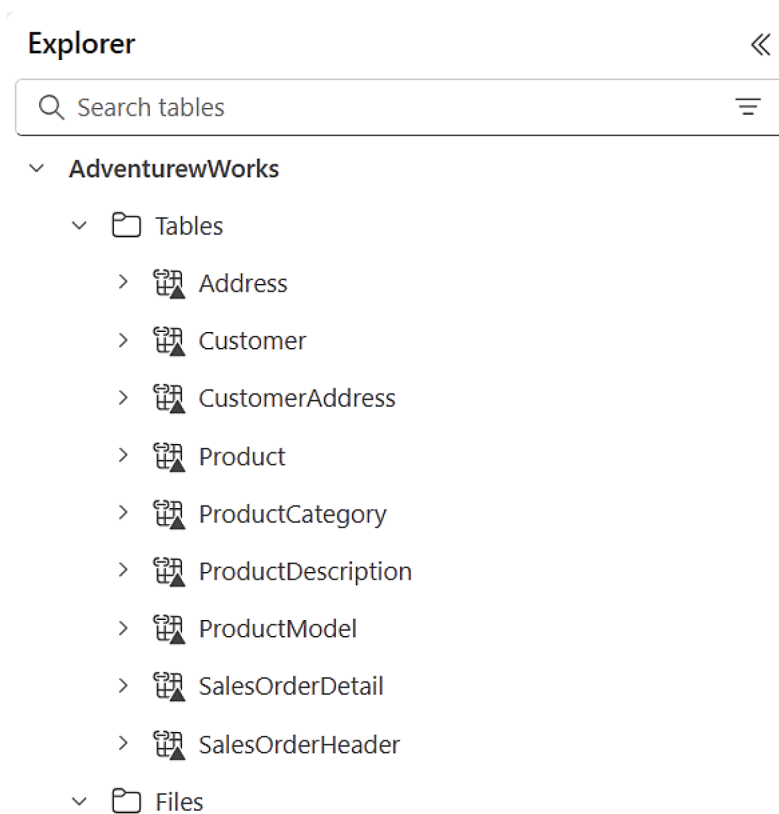 Explorer
Search tables
AdventurewWorks
Tables
Address
Customer
CustomerAddress
Product
ProductCategory
ProductDescription
ProductModel
SalesOrderDetail
SalesOrderHeader
Files